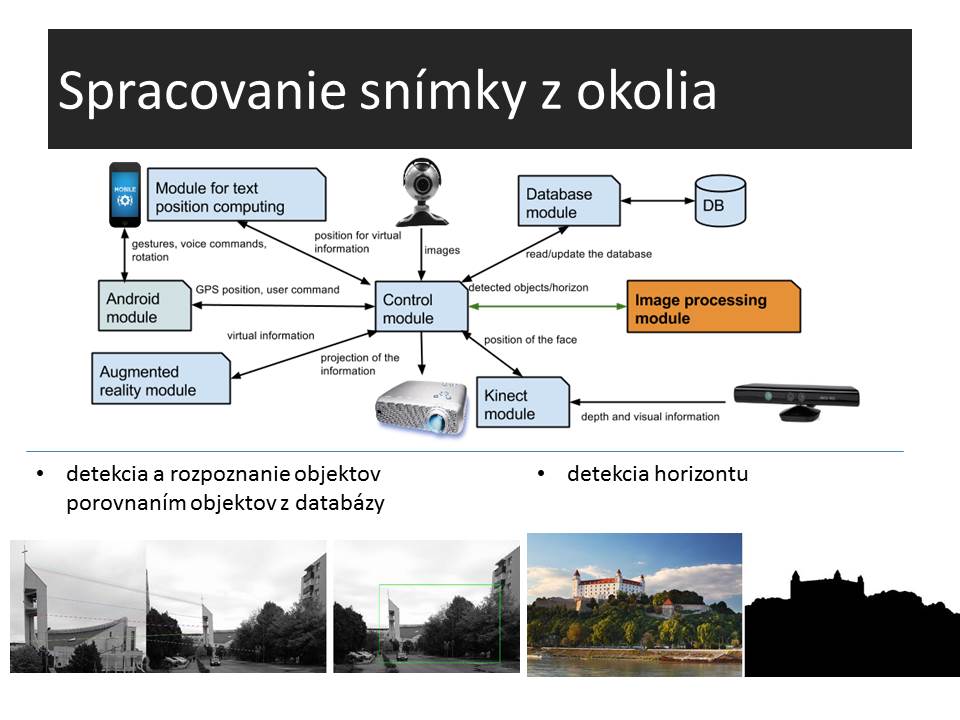 Spracovanie snímky z okolia
MOBILE
Module for text
position computing
Database
module
DB
gestures, voice commands,
rotation
position for virtual
information
images
read/update the database
GPS position, user command
detected objects/horizon
Android
module
Control
module
Image processing
module
virtual information
projection of the
information
position of the face
Augmented
reality module
Kinect
module
depth and visual information
• detekcia a rozpoznanie objektov
porovnaním objektov z databázy
• detekcia horizontu